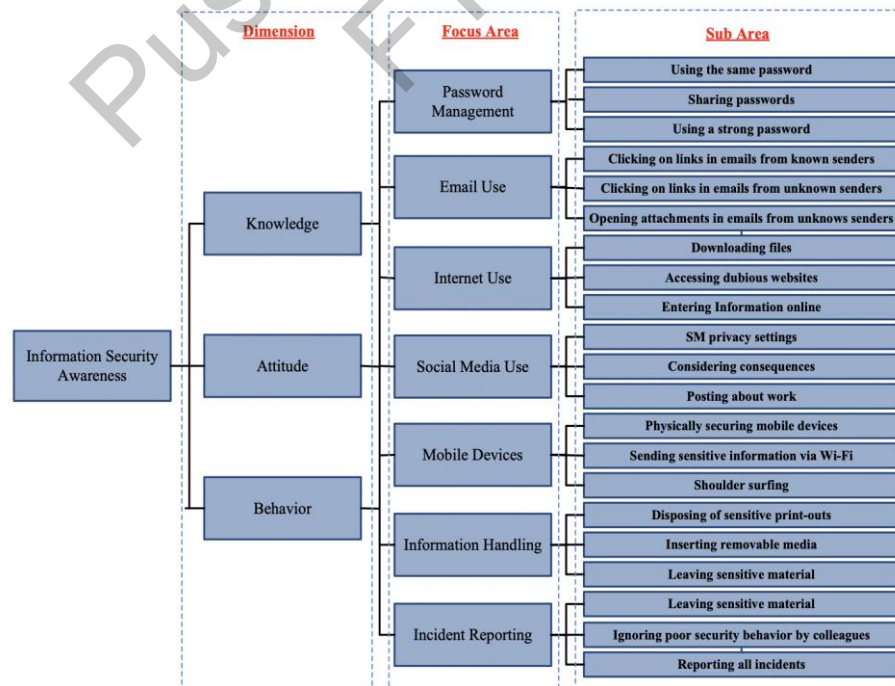 Dimension
Focus Area
Sub Area
Information Security
Awareness
Knowledge
Attitude
Behavior
Password
Management
Email Use
Internet Use
Social Media Use
Mobile Devices
Information Handling
Incident Reporting
Using the same password
Sharing passwords
Using a strong password
Clicking on links in emails from known senders
Clicking on links in emails from unknown senders
Opening attachments in emails from unknows senders
Downloading files
Accessing dubious websites
Entering Information online
SM privacy settings
Considering consequences
Posting about work
Physically securing mobile devices
Sending sensitive information via Wi-Fi
Shoulder surfing
Disposing of sensitive print-outs
Inserting removable media
Leaving sensitive material
Leaving sensitive material
Ignoring poor security behavior by colleagues
Reporting all incidents